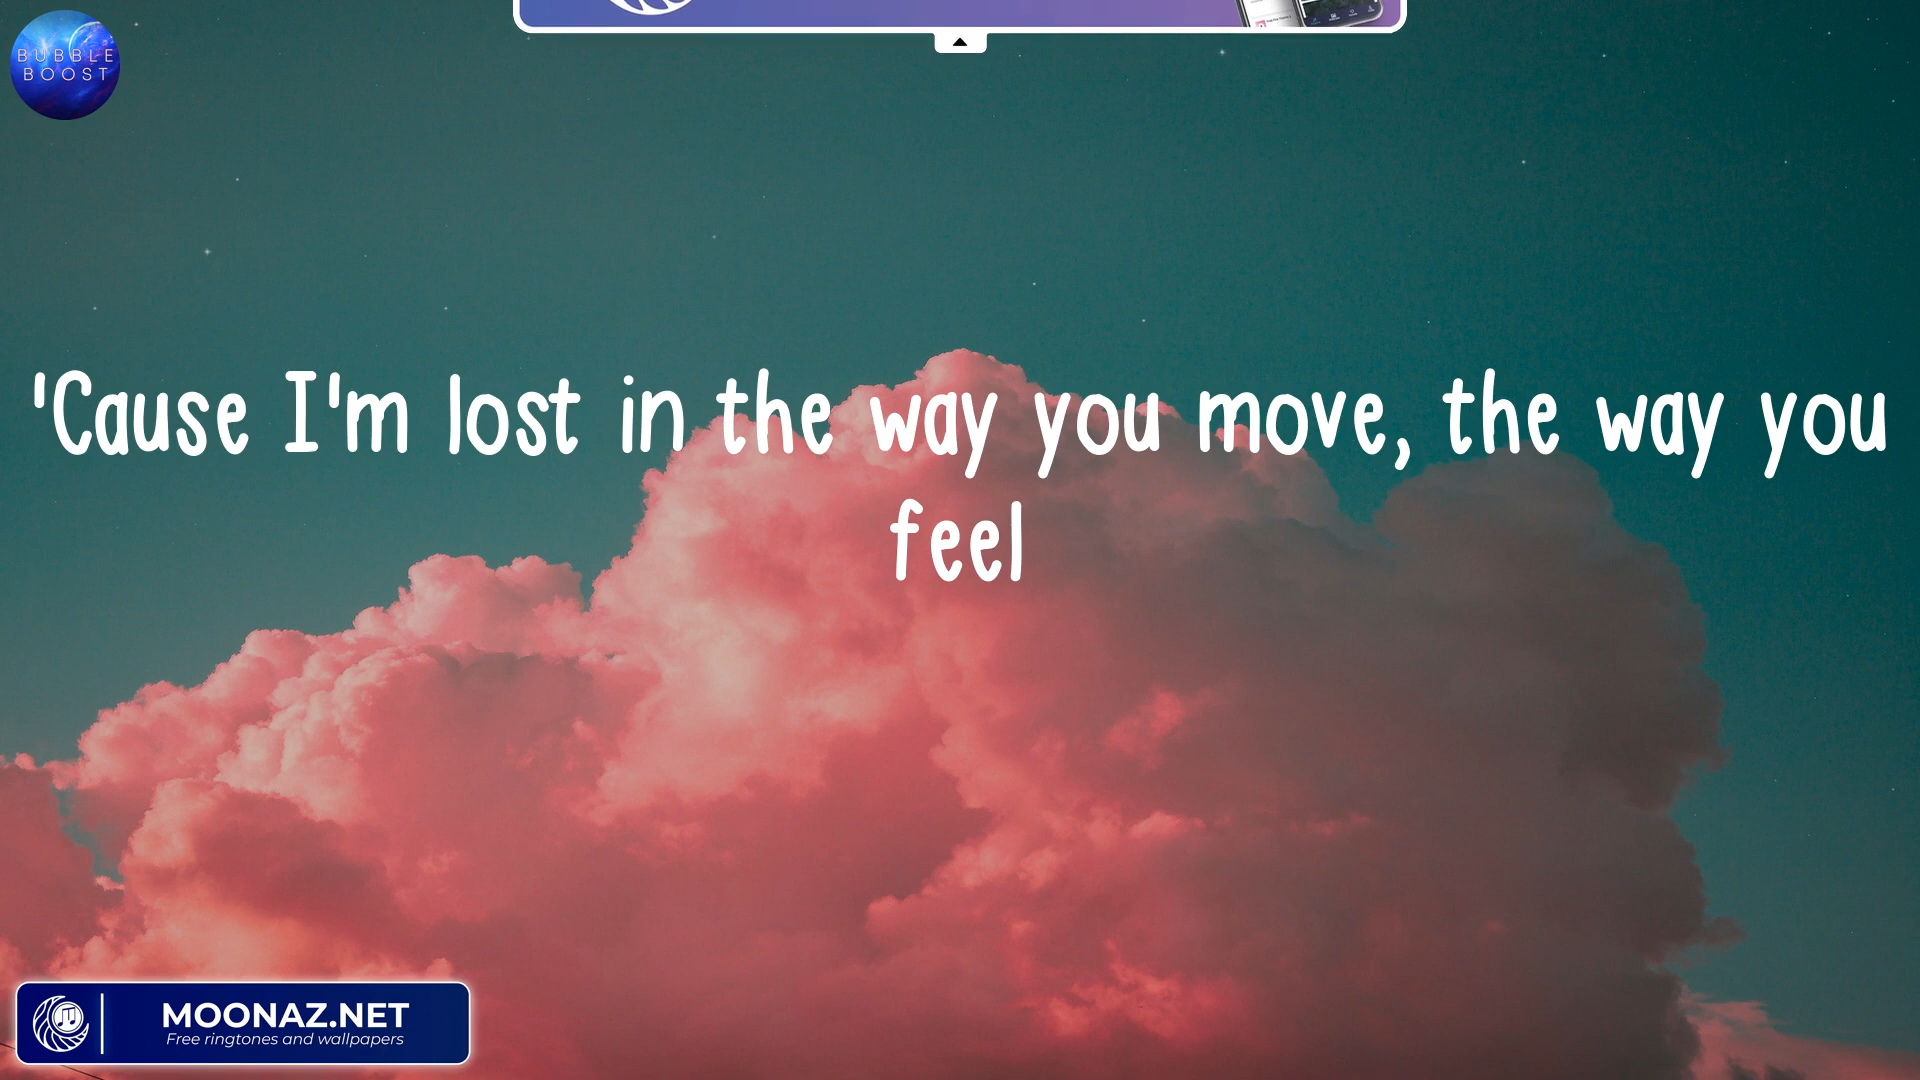 BUBBLE
BOOST
'Cause I'm lost in the way you move, the way you
feel
MOONAZ.NET
Free ringtones and wallpapers